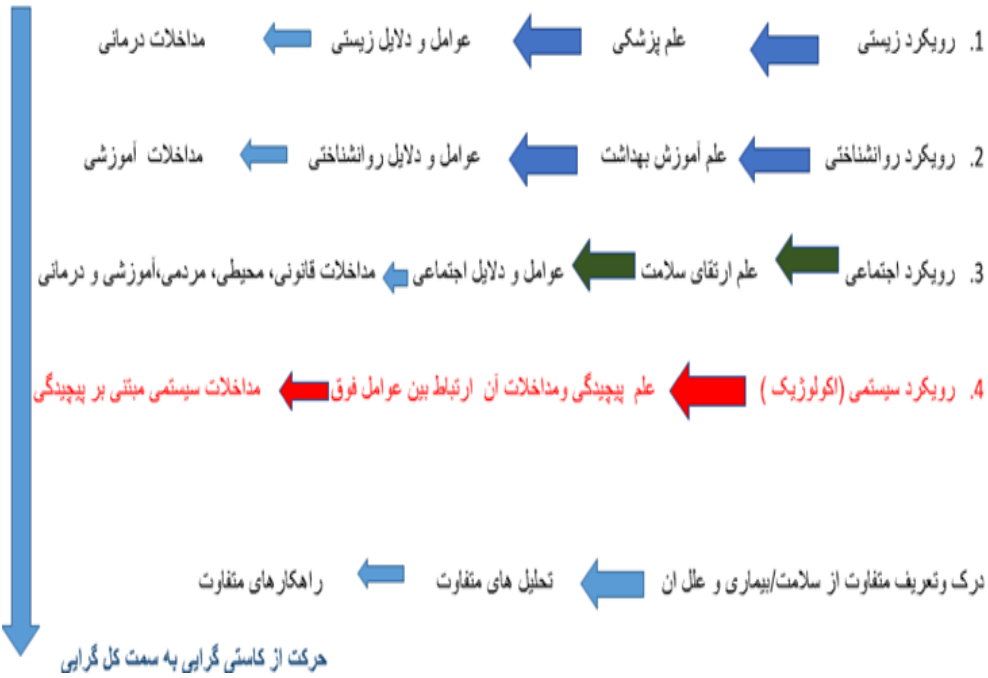 1. رویکرد زیستی علم پزشکی عوامل و دلایل زیستی مداخلات درمانی
2. رویکرد روانشناختی علم آموزش بهداشت عوامل و دلایل روانشناختی مداخلات آموزشی
3. رویکرد اجتماعی علم ارتقای سلامت عوامل و دلایل اجتماعی مداخلات قانونی، محیطی، مردمی،آموزشی و درمانی
4. رویکرد سیستمی (اکولوژیک ) علم پیچیدگی ومداخلات آن ارتباط بین عوامل فوق مداخلات سیستمی مبتنی بر پیچیدگی
درک وتعریف متفاوت از سلامت/بیماری و علل ان تحلیل های متفاوت راهکارهای متفاوت
حرکت از کاستی گرایی به سمت کل گرایی